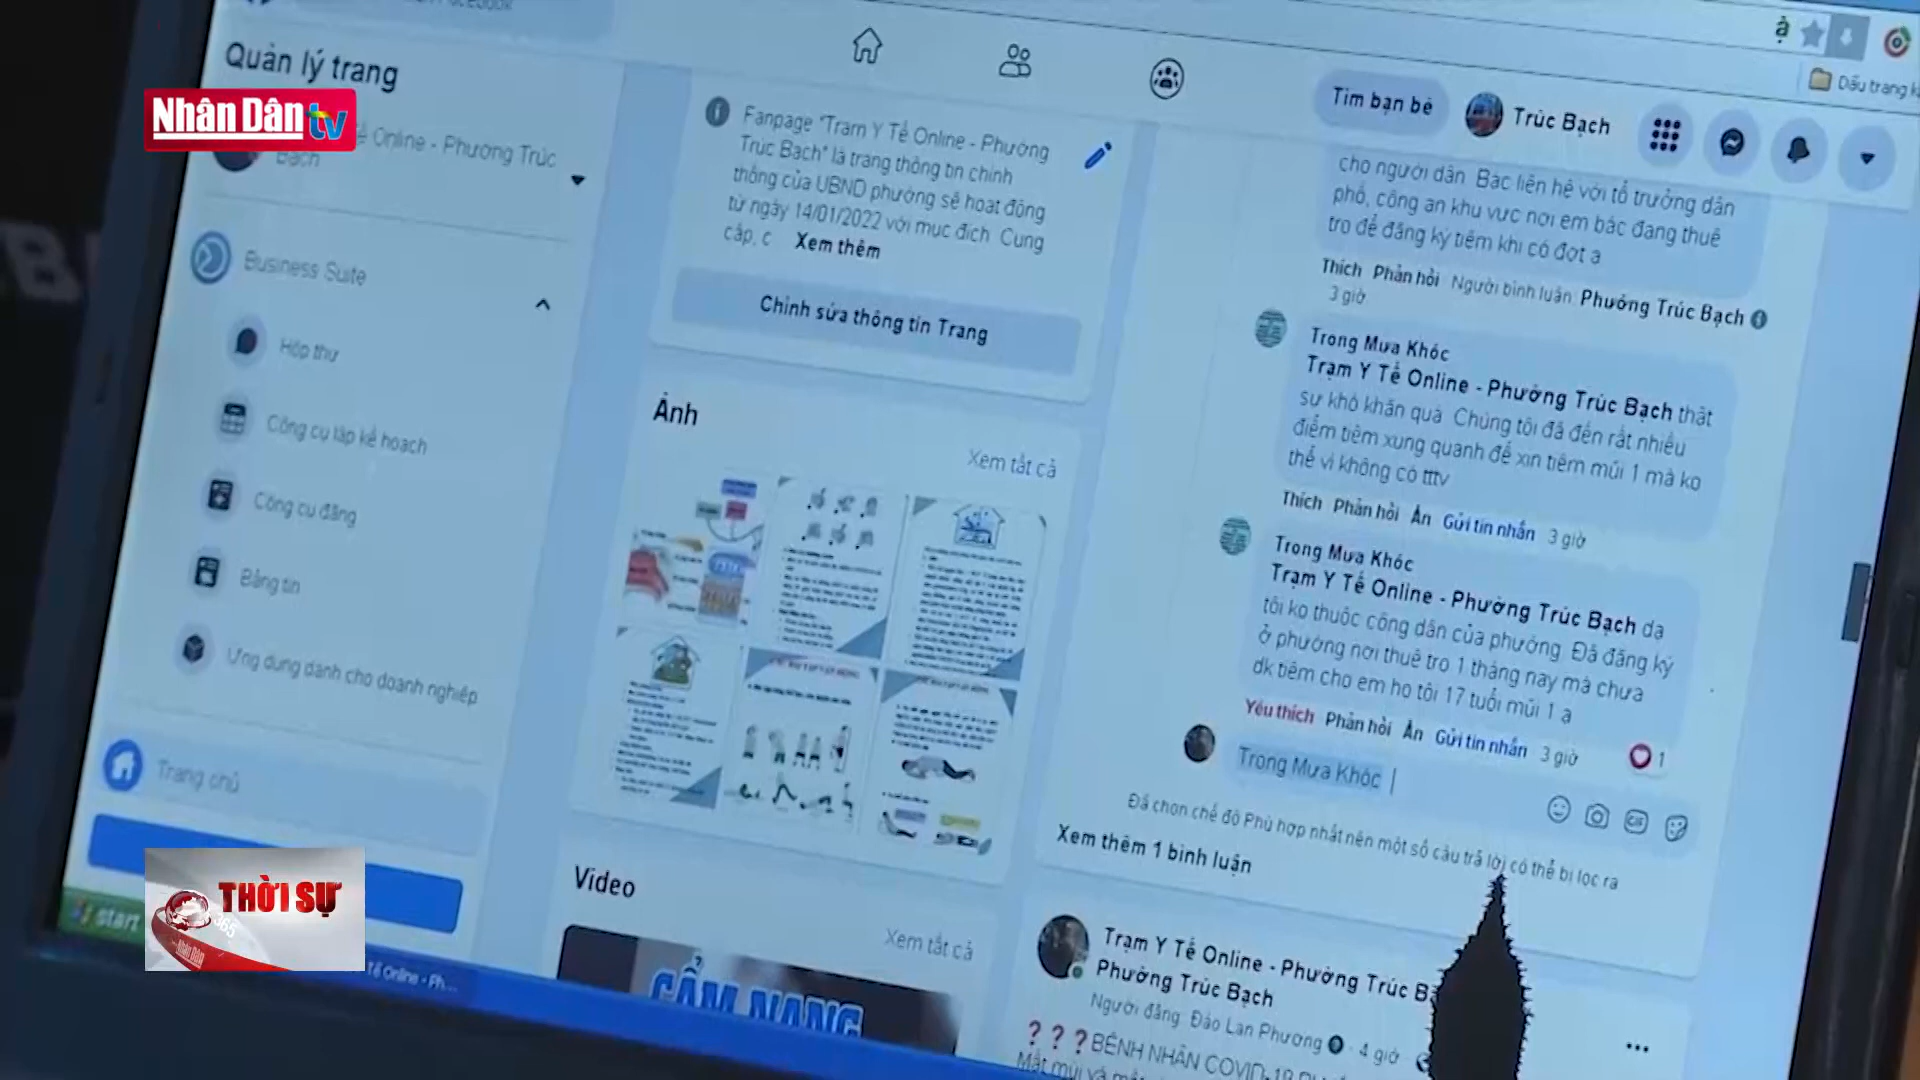 Quản lý trang
Nhân Dân tv
ế Online - Phường Trúc
Bạch
Business Suite
Hộp thư
Công cụ lập kế hoạch
Công cụ đăng
Bảng tin
Ứng dụng dành cho doanh nghiệp
Trang chủ
THỜI SỰ
365
Nhân Dân
start
Tế Online - Ph...
Fanpage "Trạm Y Tế Online - Phường
Trúc Bạch" là trang thông tin chính
thống của UBND phường sẽ hoạt động
từ ngày 14/01/2022 với mục đích Cung
cấp, c Xem thêm
Chỉnh sửa thông tin Trang
Ảnh
Xem tất cả
Video
Xem tất cả
CẨM NANG
Dấu trang k
Tìm bạn bè
Trúc Bạch
cho người dân Bạc liên hệ với tổ trưởng dân
phố, công an khu vực nơi em bác đang thuê
trọ để đăng ký tiêm khi có đợt ạ
Thích Phản hồi Người bình luận: Phường Trúc Bạch
3 giờ
Trong Mưa Khóc
Trạm Y Tế Online - Phường Trúc Bạch thật
sự khó khăn quá Chúng tôi đã đến rất nhiều
điểm tiêm xung quanh để xin tiêm mũi 1 mà ko
thể vì không có tttv
Thích Phản hồi Ẩn Gửi tin nhắn 3 giờ
Trong Mưa Khóc
Trạm Y Tế Online - Phường Trúc Bạch dạ
tôi ko thuộc công dân của phường. Đã đăng ký
ở phường nơi thuê trọ 1 tháng nay mà chưa
dk tiêm cho em họ tôi 17 tuổi mũi 1 ạ
Yêu thích Phản hồi Ẩn Gửi tin nhắn 3 giờ
1
Trong Mưa Khóc
GIF
Đã chọn chế độ Phù hợp nhất nên một số câu trả lời có thể bị lọc ra
Xem thêm 1 bình luận
Trạm Y Tế Online - Phường Trúc B
Phường Trúc Bạch
Người đăng: Đào Lan Phương · 4 giờ ·
❓❓❓BỆNH NHÂN COVID-19
Mất mùi và